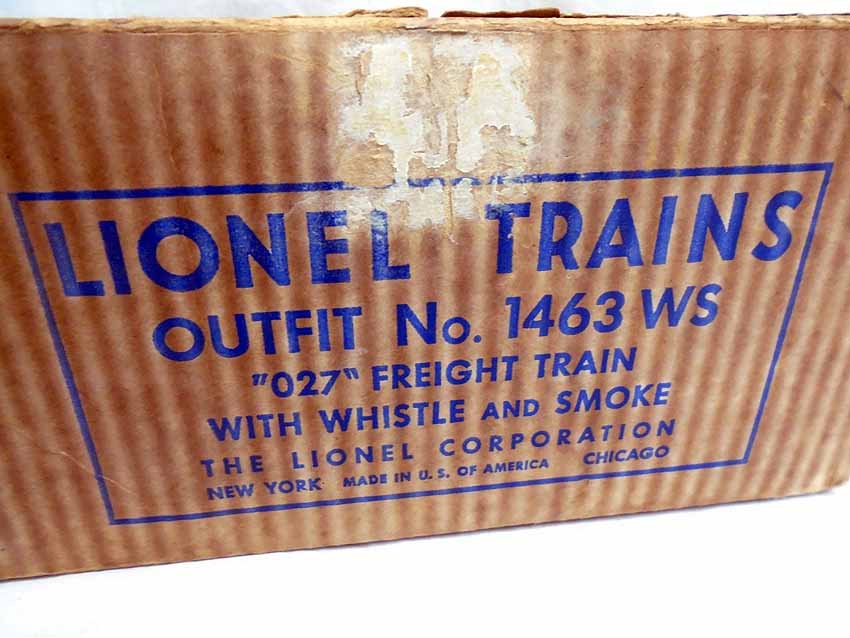 LIONEL TRAINS
OUTFIT No. 1463 WS
"027" FREIGHT TRAIN
WITH WHISTLE AND SMOKE
THE LIONEL CORPORATION
NEW YORK MADE IN U. S. OF AMERICA CHICAGO